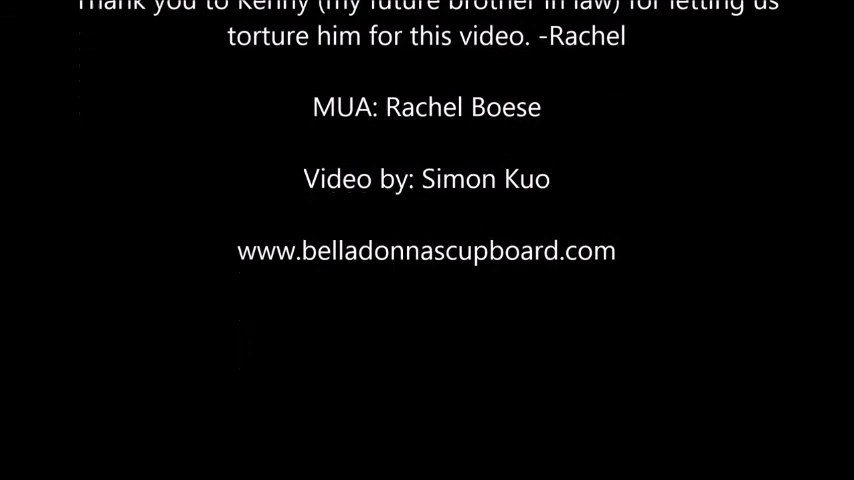 Thank you to Kenny (my future brother in law) for letting us
torture him for this video. -Rachel
MUA: Rachel Boese
Video by: Simon Kuo
www.belladonnascupboard.com